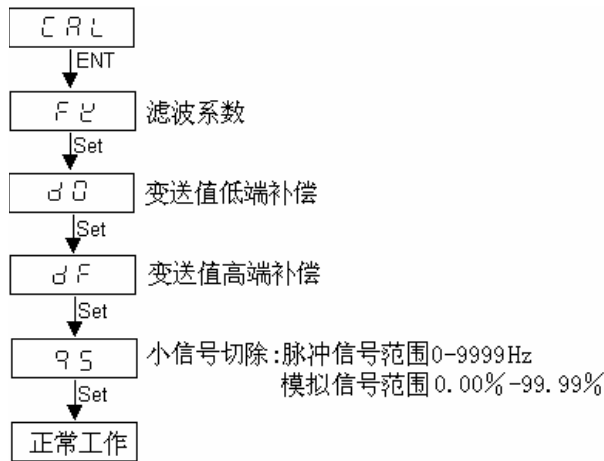 CAL
ENT
FY 滤波系数
Set
d0 变送值低端补偿
Set
dF 变送值高端补偿
Set
qS 小信号切除:脉冲信号范围0-9999Hz
模拟信号范围0.00%-99.99%
Set
正常工作